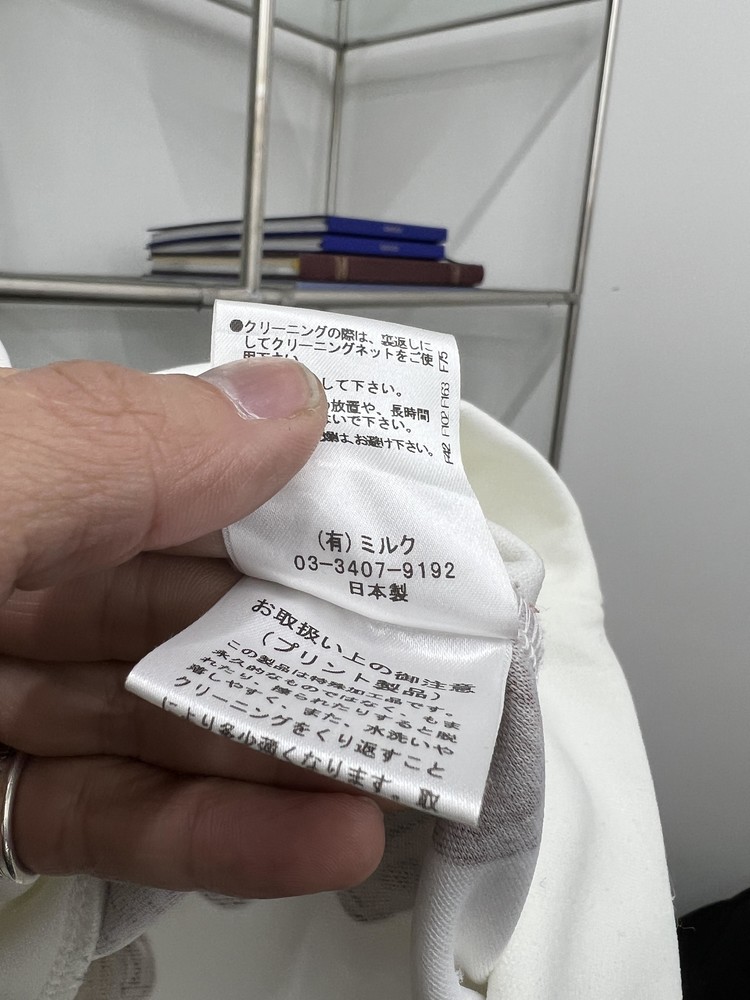 ●クリーニングの際は、裏返しに
してクリーニングネットをご使
用下さい
して下さい。
放置や、長時間
ないで下さい。
はお避け下さい。
F42 F102 F163 F75
(有)ミルク
03-3407-9192
日本製
お取扱い上の御注意
(プリント製品)
この製品は特殊加工品です。
永久的なものではなく、もま
れたり、擦られたりすると脱
落しやすく、また、水洗いや
クリーニングをくり返すこと
により多少薄くなります。取